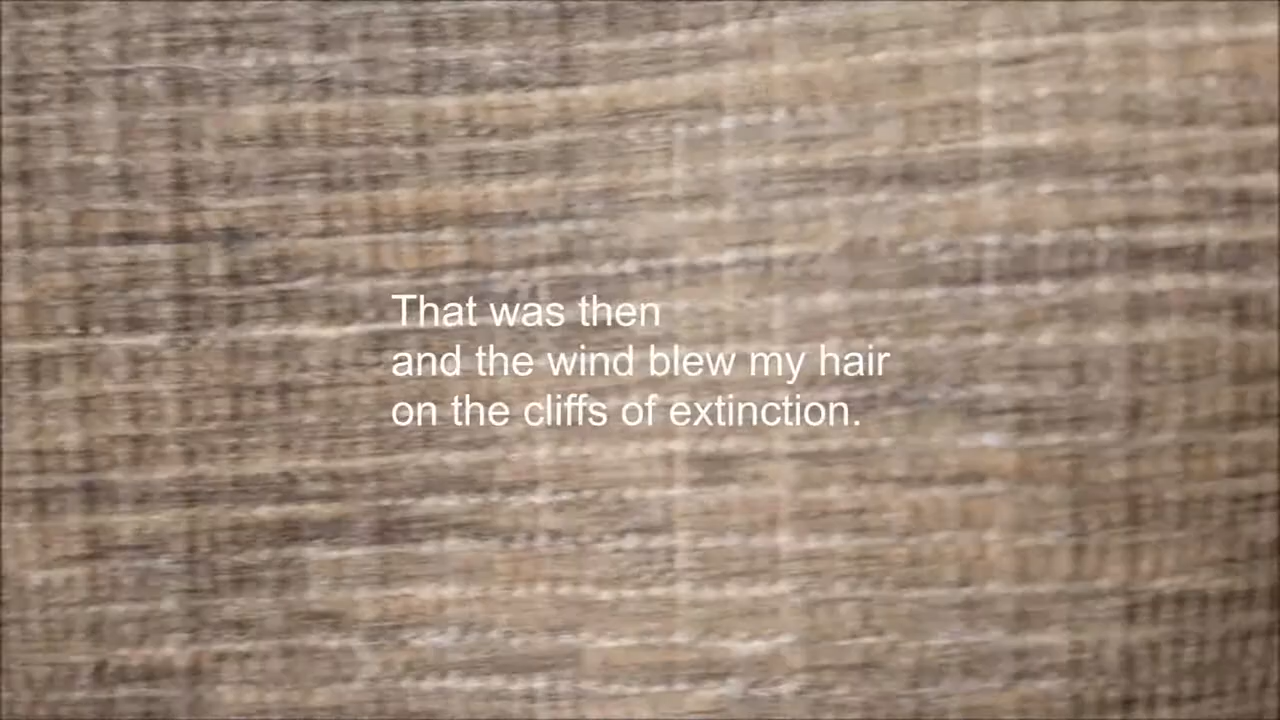 That was then
and the wind blew my hair
on the cliffs of extinction.